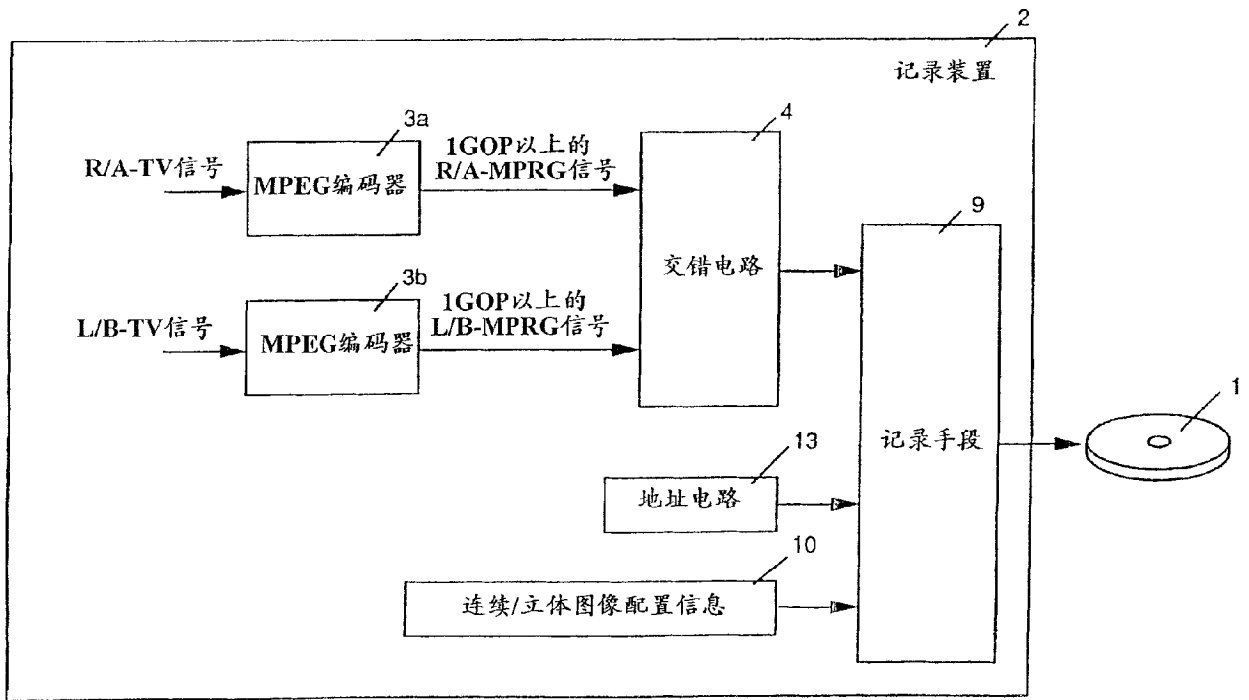 2
记录装置
3a
4
R/A-TV信号
MPEG编码器
1GOP以上的
R/A-MPRG信号
9
交错电路
3b
L/B-TV信号
MPEG编码器
1GOP以上的
L/B-MPRG信号
1
记录手段
13
地址电路
10
连续/立体图像配置信息